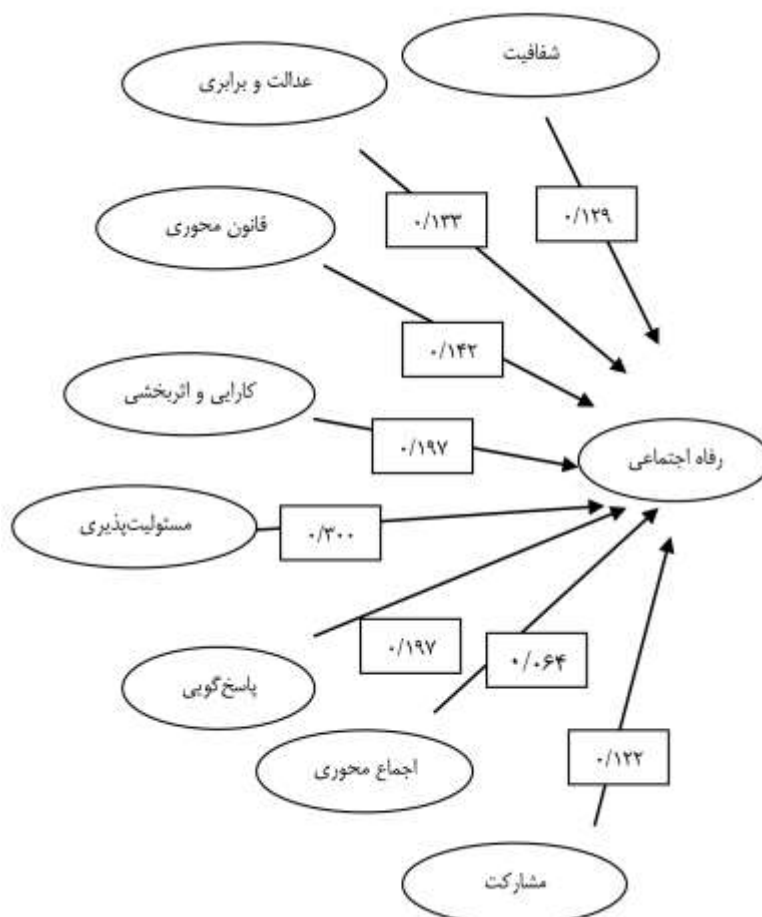 شفافیت
عدالت و برابری
۰/۱۳۹
۰/۱۳۳
قانون محوری
۰/۱۴۲
کارایی و اثربخشی
۰/۱۹۷
رفاه اجتماعی
مسئولیت‌پذیری
۰/۳۰۰
۰/۱۹۷
۰/۰۶۴
پاسخ‌گویی
اجماع محوری
۰/۱۲۲
مشارکت